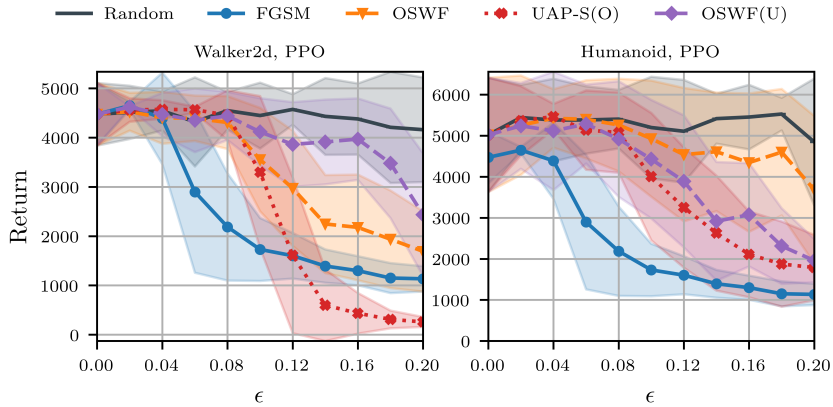 Random FGSM OSWF UAP-S(O) OSWF(U)
Walker2d, PPO
Return
5000
4000
3000
2000
1000
0
0.00 0.04 0.08 0.12 0.16 0.20
ϵ
Humanoid, PPO
6000
5000
4000
3000
2000
1000
0
0.00 0.04 0.08 0.12 0.16 0.20
ϵ